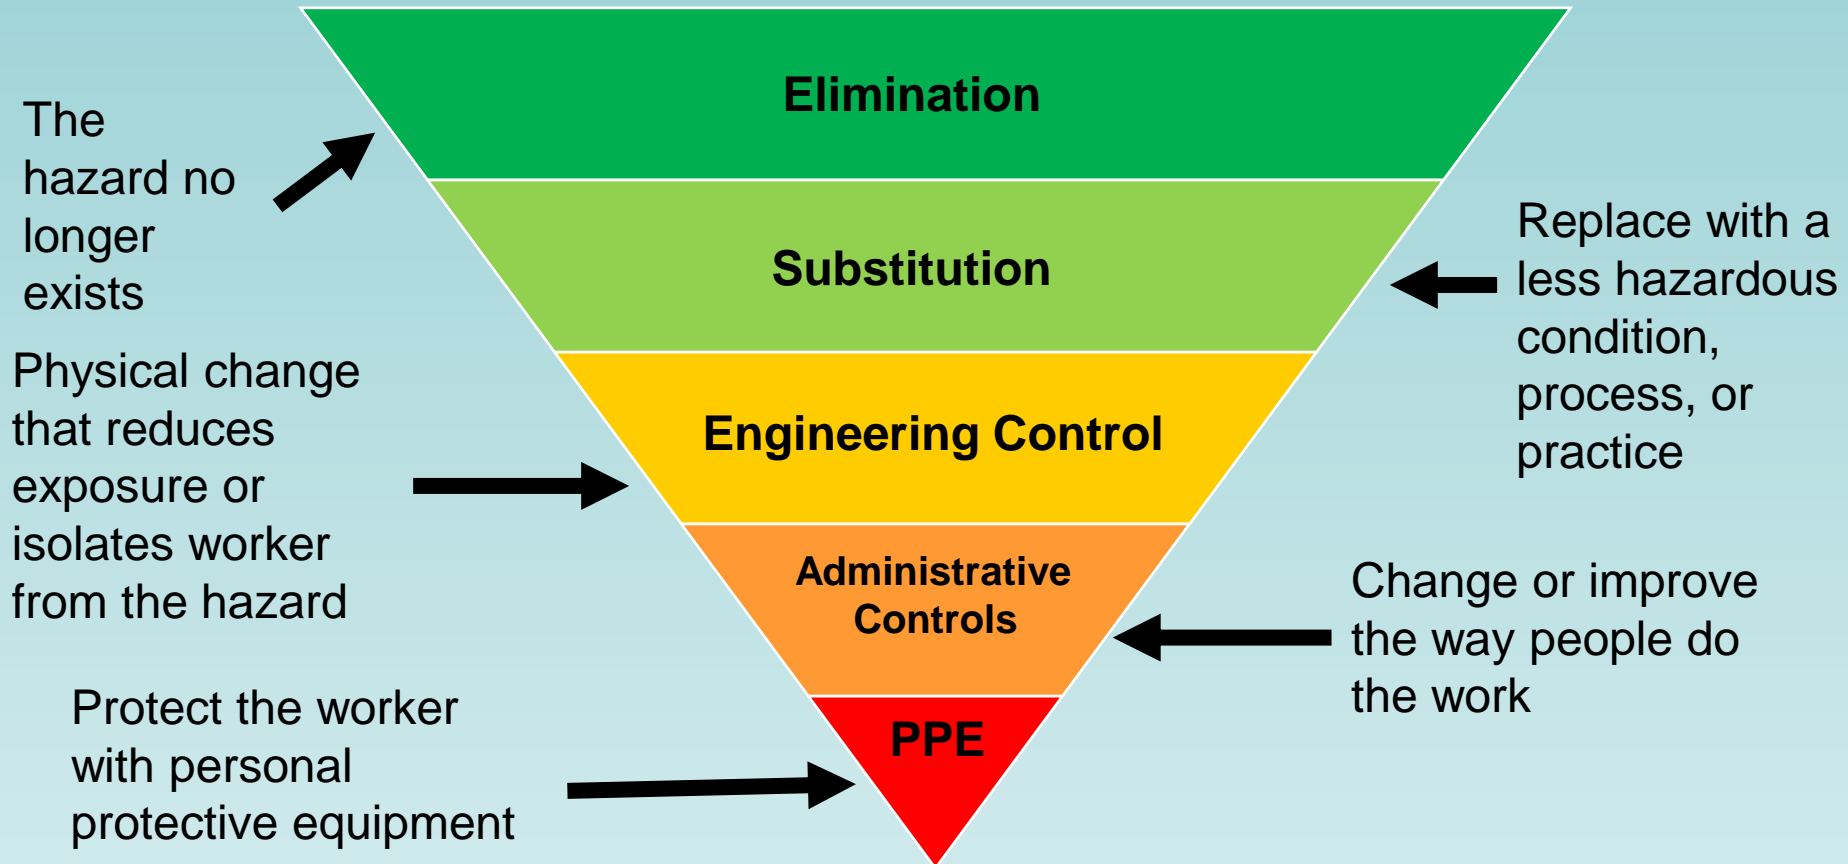 Elimination
The
hazard no
longer
exists
Substitution
Replace with a
less hazardous
condition,
process, or
practice
Engineering Control
Physical change
that reduces
exposure or
isolates worker
from the hazard
Administrative
Controls
Change or improve
the way people do
the work
PPE
Protect the worker
with personal
protective equipment